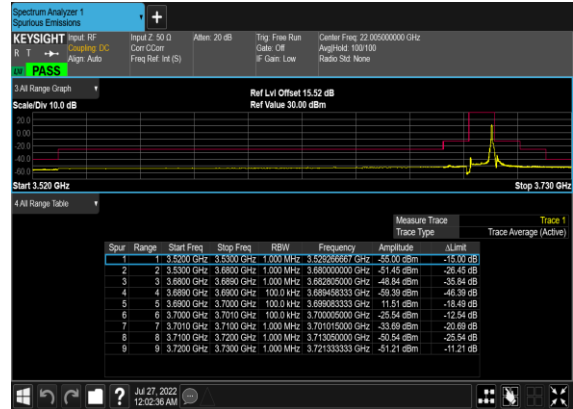 Spectrum Analyzer 1
Spurious Emissions
KEYSIGHT Input: RF Input Z: 50 Ω Atten: 20 dB Trig: Free Run Center Freq: 22.005000000 GHz
R T Coupling: DC Corr CCorr Gate: Off Avg|Hold: 100/100
Align: Auto Freq Ref: Int (S) IF Gain: Low Radio Std: None
PASS
3 All Range Graph
Ref Lvl Offset 15.52 dB
Scale/Div 10.0 dB Ref Value 30.00 dBm
20.0
0.00
-20.0
-40.0
-60.0
Start 3.520 GHz Stop 3.730 GHz
4 All Range Table
Measure Trace Trace 1
Trace Type Trace Average (Active)
Spur Range Start Freq Stop Freq RBW Frequency Amplitude ΔLimit
1 1 3.5200 GHz 3.5300 GHz 1.000 MHz 3.529266667 GHz -55.00 dBm -15.00 dB
2 2 3.5300 GHz 3.6800 GHz 1.000 MHz 3.680000000 GHz -51.45 dBm -26.45 dB
3 3 3.6800 GHz 3.6890 GHz 1.000 MHz 3.682805000 GHz -48.84 dBm -35.84 dB
4 4 3.6890 GHz 3.6900 GHz 100.0 kHz 3.689458333 GHz -59.39 dBm -46.39 dB
5 5 3.6900 GHz 3.7000 GHz 100.0 kHz 3.699083333 GHz 11.51 dBm -18.49 dB
6 6 3.7000 GHz 3.7010 GHz 100.0 kHz 3.700005000 GHz -25.54 dBm -12.54 dB
7 7 3.7010 GHz 3.7100 GHz 1.000 MHz 3.701015000 GHz -33.69 dBm -20.69 dB
8 8 3.7100 GHz 3.7200 GHz 1.000 MHz 3.713050000 GHz -50.54 dBm -25.54 dB
9 9 3.7200 GHz 3.7300 GHz 1.000 MHz 3.721333333 GHz -51.21 dBm -11.21 dB
Jul 27, 2022
12:02:36 AM